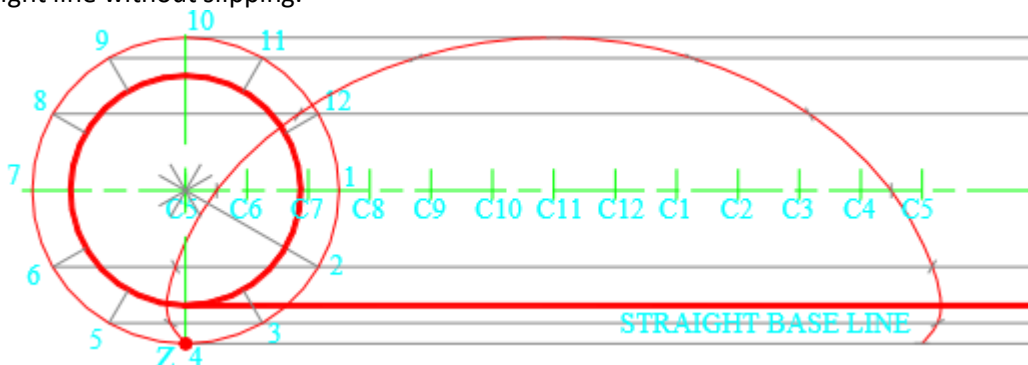 ight line without slipping.
10
9
11
8
12
7
1
C5 C6 C7 C8 C9 C10 C11 C12 C1 C2 C3 C4 C5
6
2
5
3
STRAIGHT BASE LINE
Z 4